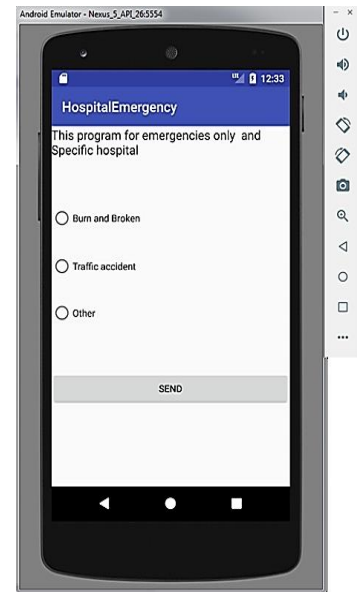 Android Emulator - Nexus_5_API_26:5554
12:33
HospitalEmergency
This program for emergencies only and
Specific hospital
Burn and Broken
Traffic accident
Other
SEND